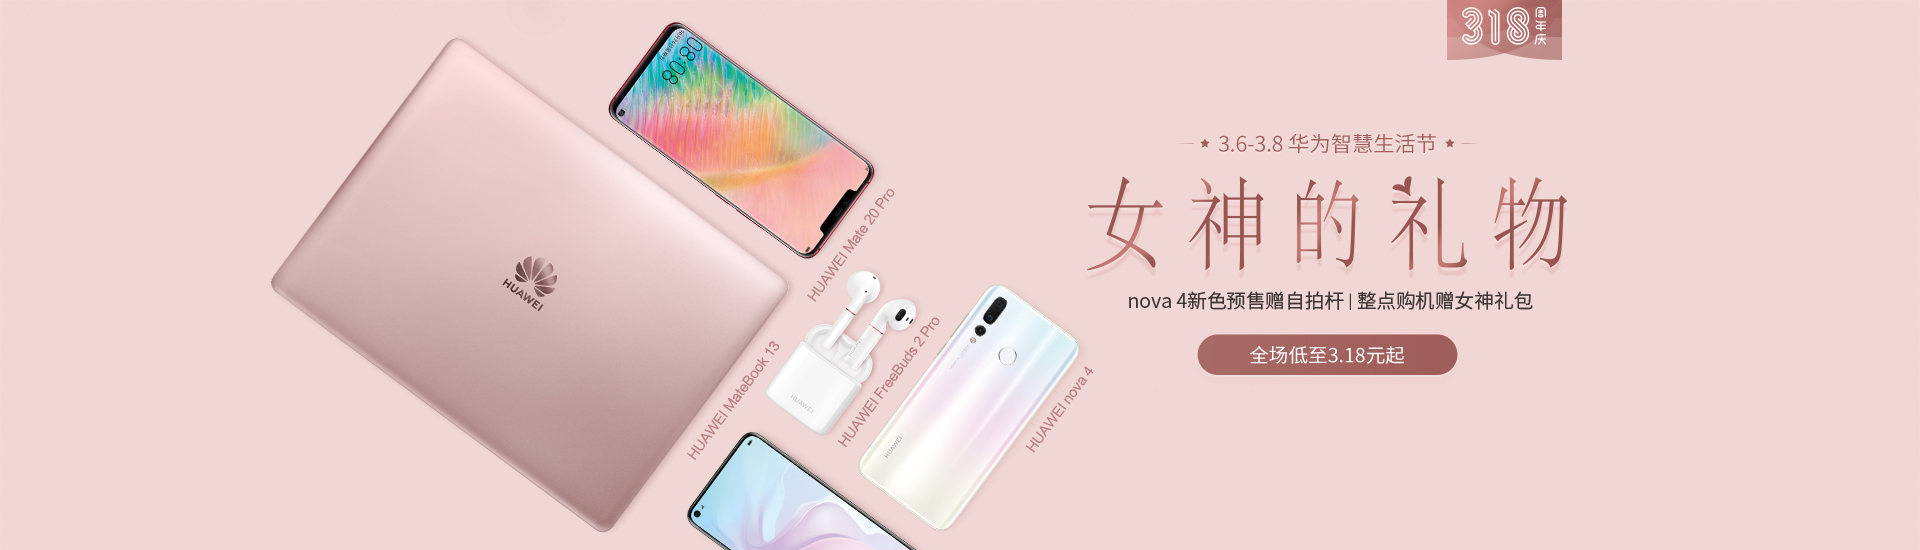 318
周年庆
3.6-3.8 华为智慧生活节
女神的礼物
nova 4新色预售赠自拍杆 | 整点购机赠女神礼包
全场低至3.18元起
08:08
HUAWEI Mate 20 Pro
HUAWEI
HUAWEI MateBook 13
HUAWEI
HUAWEI FreeBuds 2 Pro
HUAWEI
HUAWEI nova 4